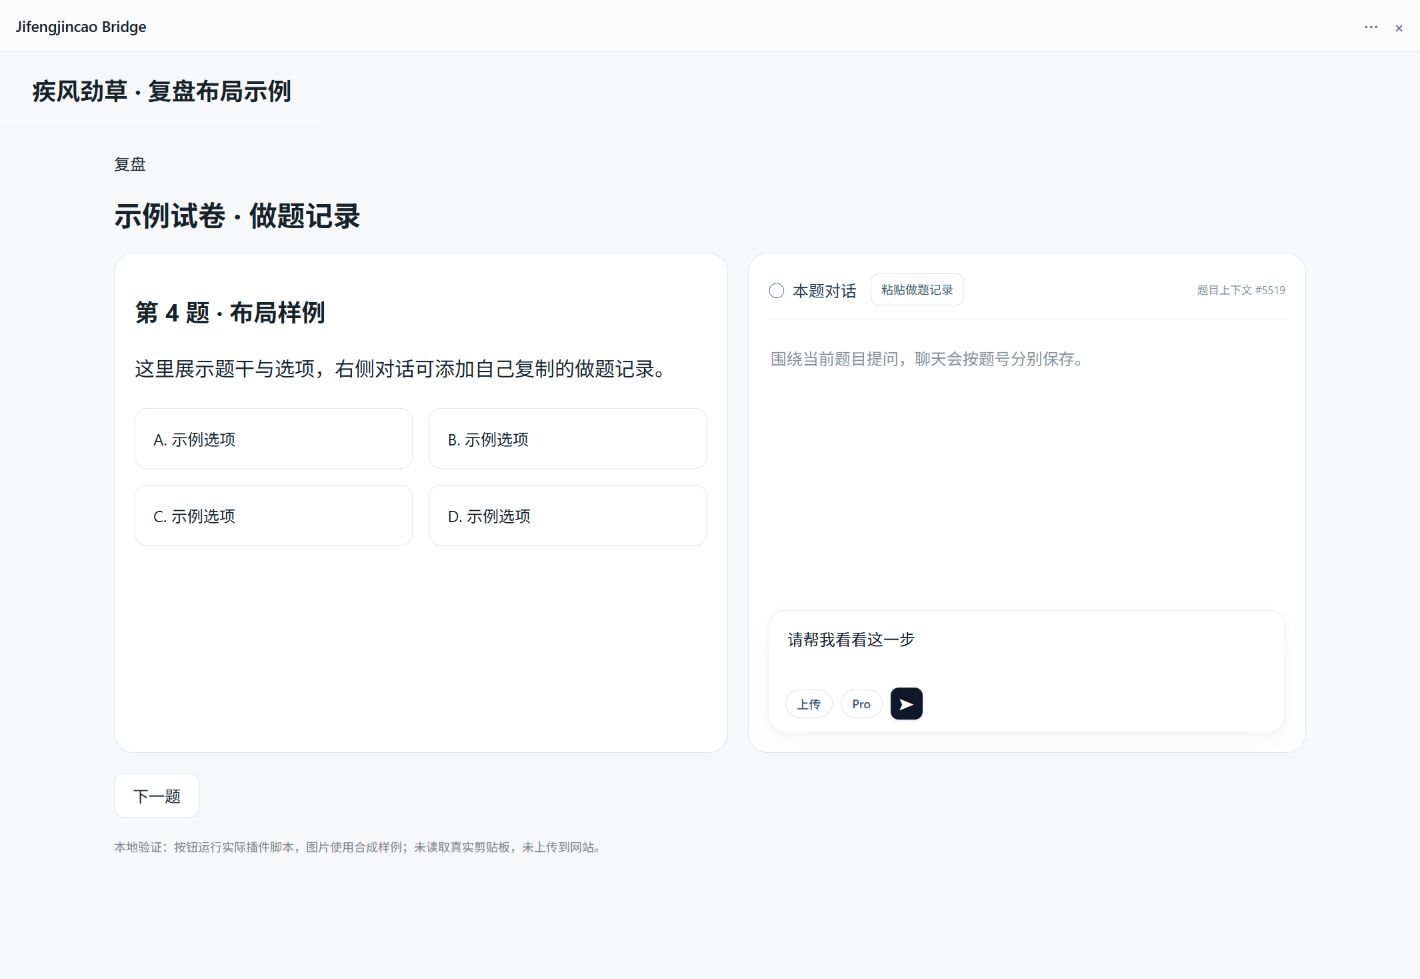 Jifengjincao Bridge
疾风劲草 · 复盘布局示例
复盘
示例试卷 · 做题记录
第 4 题 · 布局样例
这里展示题干与选项，右侧对话可添加自己复制的做题记录。
A. 示例选项
B. 示例选项
C. 示例选项
D. 示例选项
本题对话
粘贴做题记录
题目上下文 #5519
围绕当前题目提问，聊天会按题号分别保存。
请帮我看看这一步
上传
Pro
下一题
本地验证：按钮运行实际插件脚本，图片使用合成样例；未读取真实剪贴板，未上传到网站。